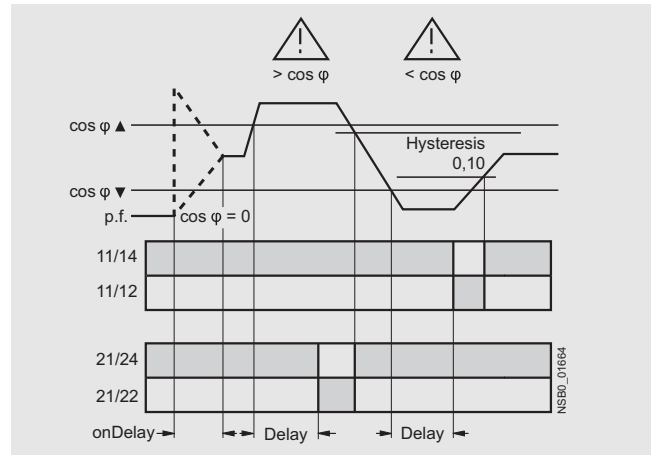 > cos φ
< cos φ
cos φ ▲
Hysteresis
0,10
cos φ ▼
p.f.
cos φ = 0
11/14
11/12
21/24
21/22
onDelay
Delay
Delay
NSB0_01664